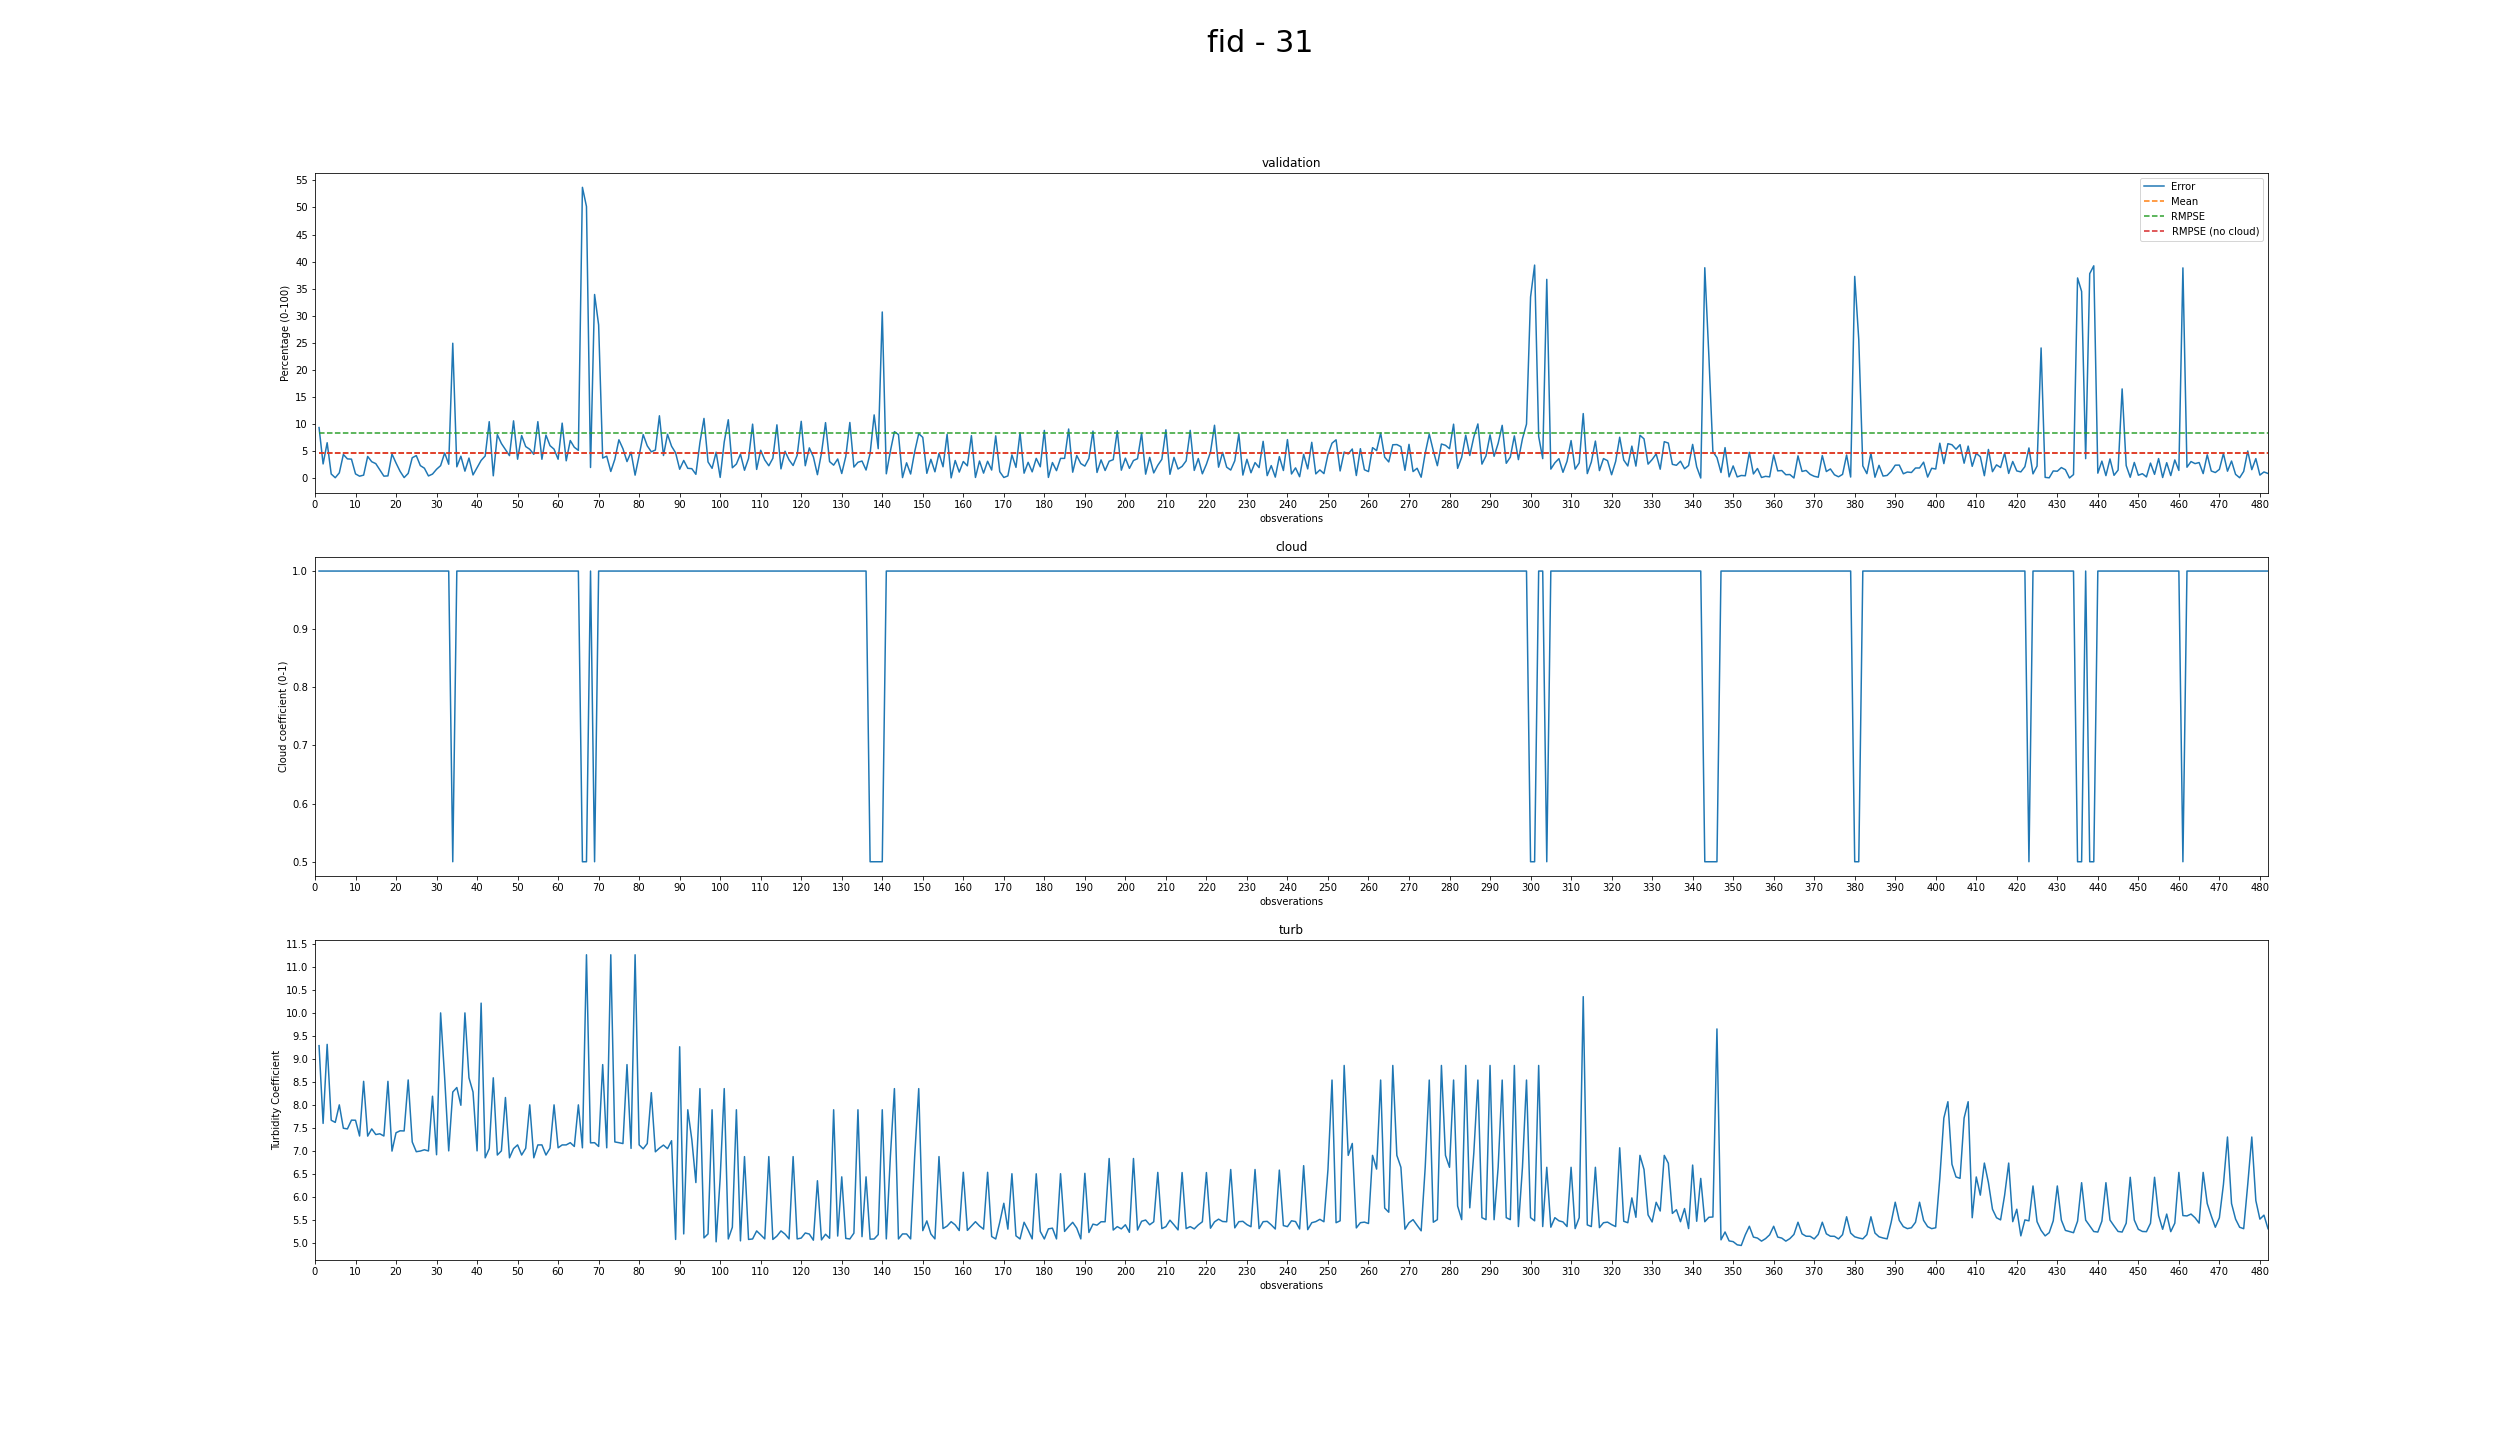 fid - 31
validation
Percentage (0-100)
55
50
45
40
35
30
25
20
15
10
5
0
Error
Mean
RMPSE
RMPSE (no cloud)
0 10 20 30 40 50 60 70 80 90 100 110 120 130 140 150 160 170 180 190 200 210 220 230 240 250 260 270 280 290 300 310 320 330 340 350 360 370 380 390 400 410 420 430 440 450 460 470 480
obsverations
cloud
Cloud coefficient (0-1)
1.0
0.9
0.8
0.7
0.6
0.5
0 10 20 30 40 50 60 70 80 90 100 110 120 130 140 150 160 170 180 190 200 210 220 230 240 250 260 270 280 290 300 310 320 330 340 350 360 370 380 390 400 410 420 430 440 450 460 470 480
obsverations
turb
Turbidity Coefficient
11.5
11.0
10.5
10.0
9.5
9.0
8.5
8.0
7.5
7.0
6.5
6.0
5.5
5.0
0 10 20 30 40 50 60 70 80 90 100 110 120 130 140 150 160 170 180 190 200 210 220 230 240 250 260 270 280 290 300 310 320 330 340 350 360 370 380 390 400 410 420 430 440 450 460 470 480
obsverations